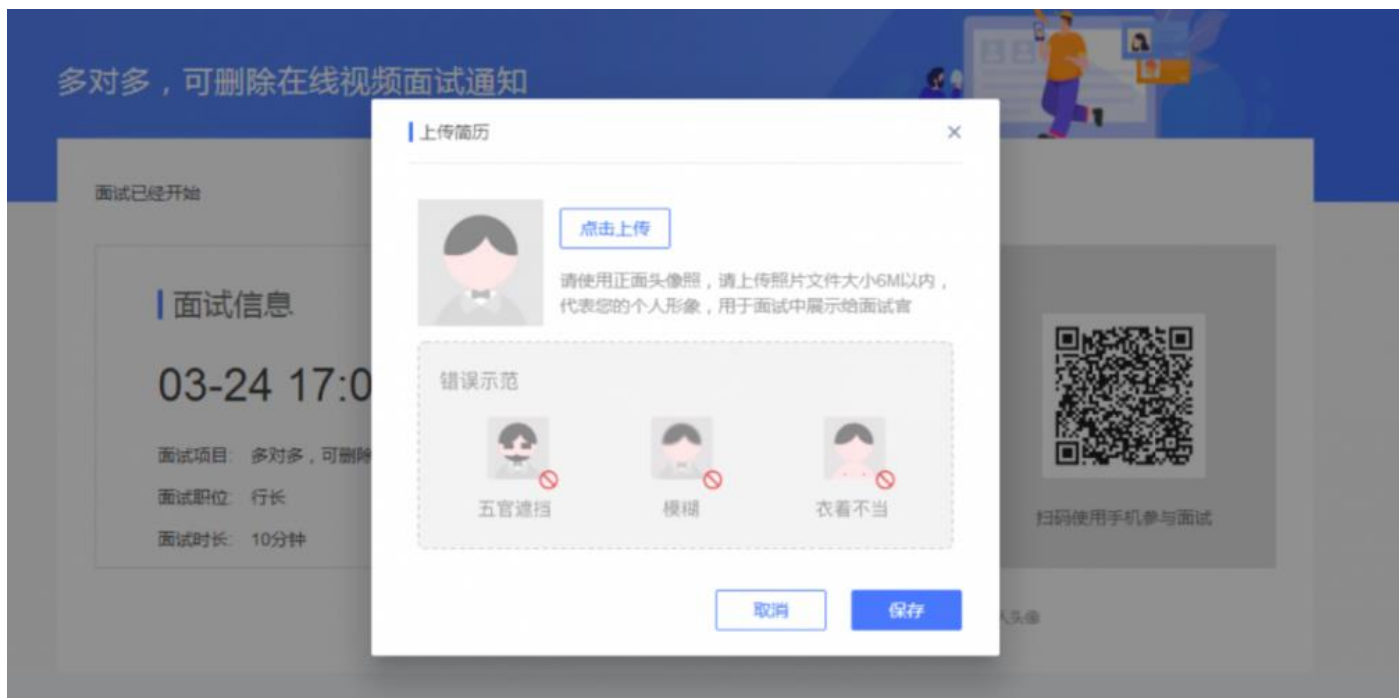 多对多，可删除在线视频面试通知
上传简历
面试已经开始
点击上传
请使用正面头像照，请上传照片文件大小6M以内，
代表您的个人形象，用于面试中展示给面试官
面试信息
03-24 17:0
错误示范
面试项目: 多对多，可删除
面试职位: 行长
面试时长: 10分钟
五官遮挡
模糊
衣着不当
扫码使用手机参与面试
取消
保存
人头像